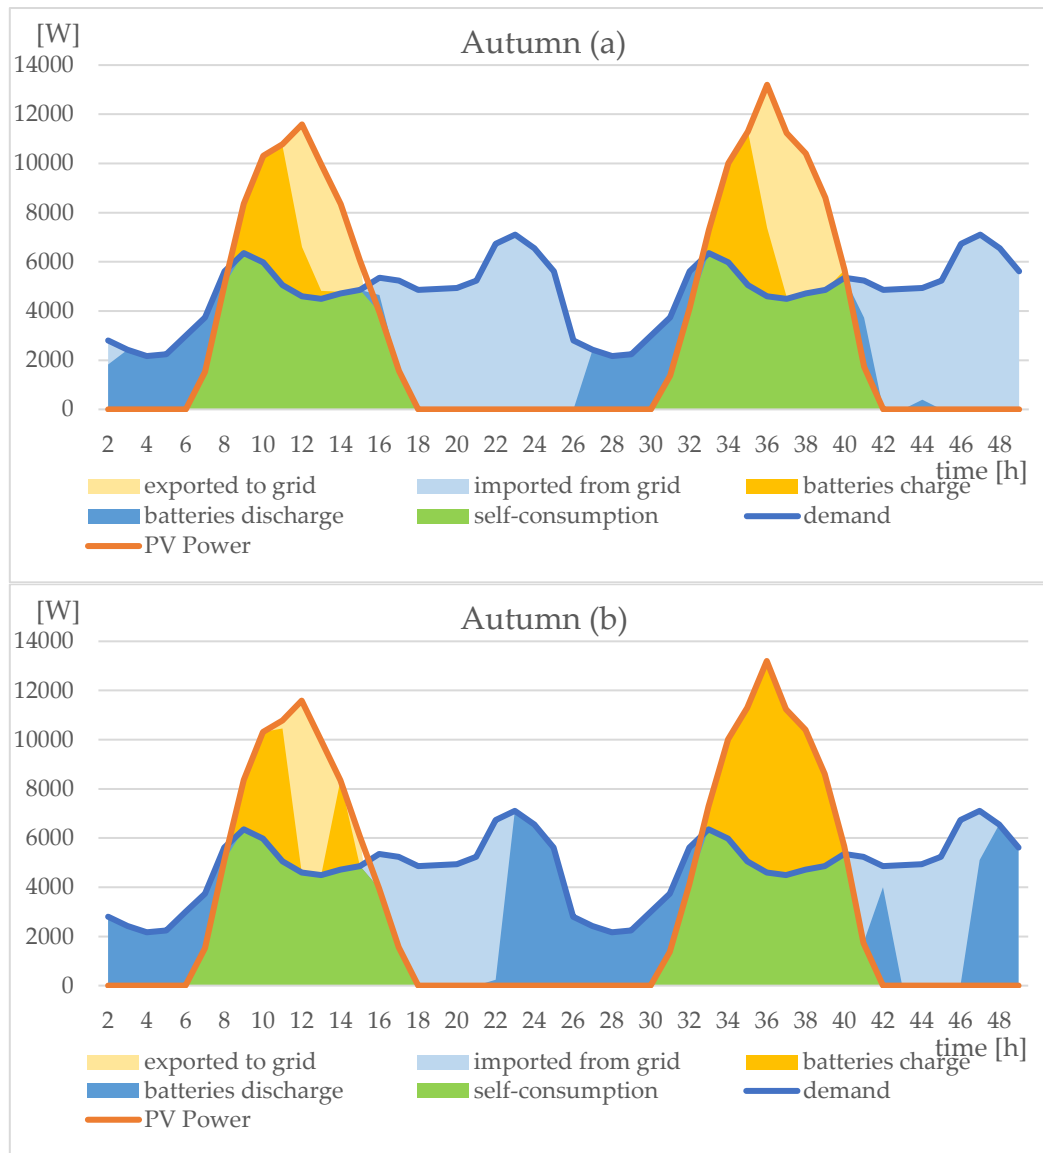 [W]
Autumn (a)
14000
12000
10000
8000
6000
4000
2000
0
2 4 6 8 10 12 14 16 18 20 22 24 26 28 30 32 34 36 38 40 42 44 46 48
time [h]
exported to grid imported from grid batteries charge
batteries discharge self-consumption demand
PV Power
[W]
Autumn (b)
14000
12000
10000
8000
6000
4000
2000
0
2 4 6 8 10 12 14 16 18 20 22 24 26 28 30 32 34 36 38 40 42 44 46 48
time [h]
exported to grid imported from grid batteries charge
batteries discharge self-consumption demand
PV Power